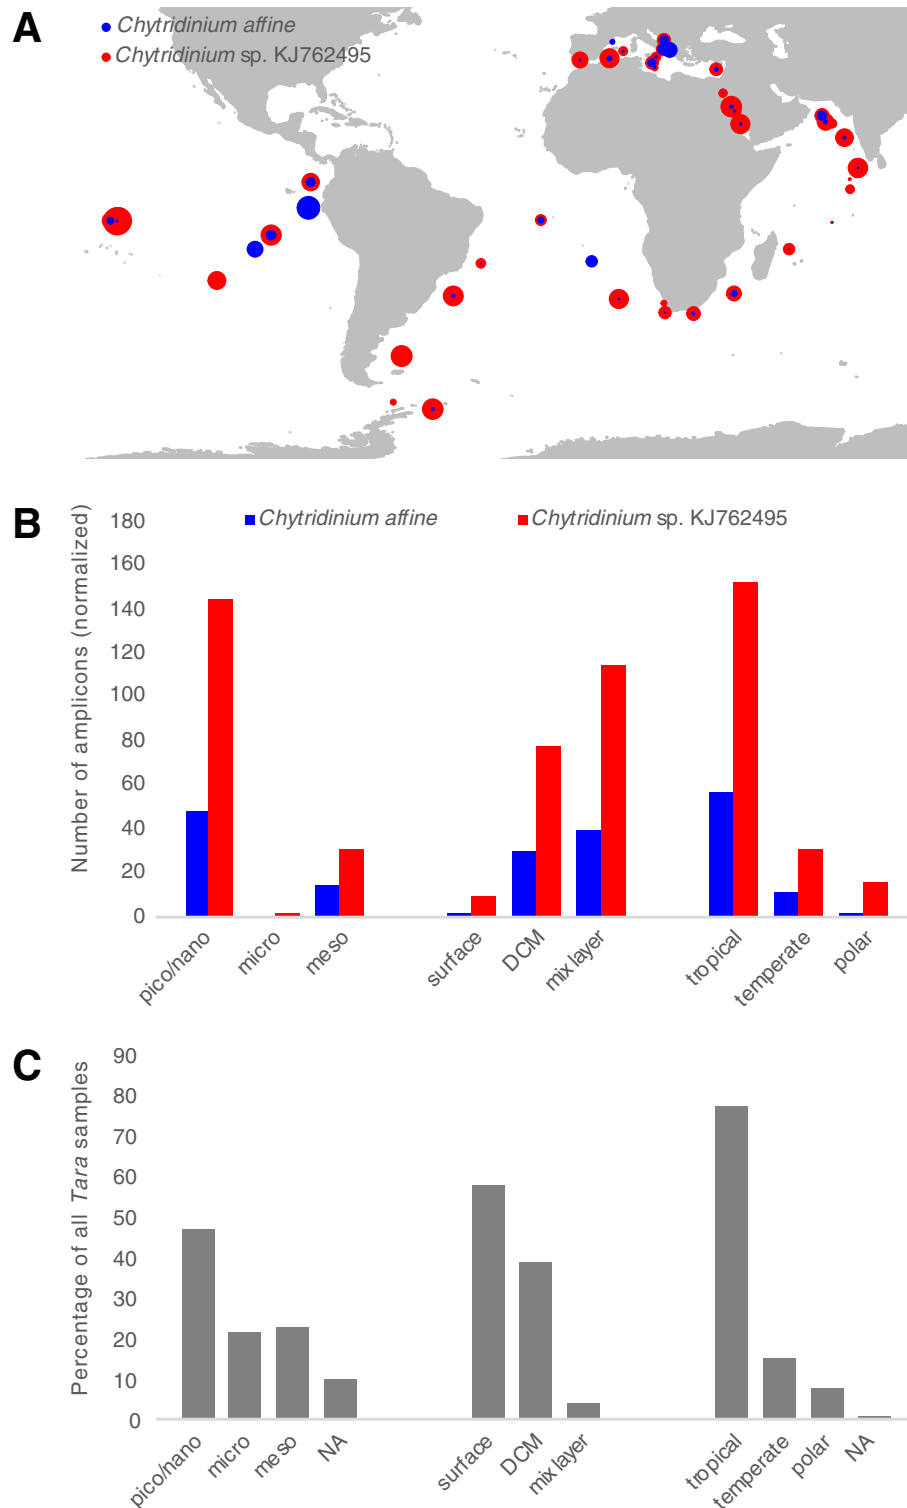 A
Chytridinium affine
Chytridinium sp. KJ762495
B
Number of amplicons (normalized)
Chytridinium affine
Chytridinium sp. KJ762495
180
160
140
120
100
80
60
40
20
0
pico/nano
micro
meso
surface
DCM
mix layer
tropical
temperate
polar
C
Percentage of all Tara samples
90
80
70
60
50
40
30
20
10
0
pico/nano
micro
meso
NA
surface
DCM
mix layer
tropical
temperate
polar
NA